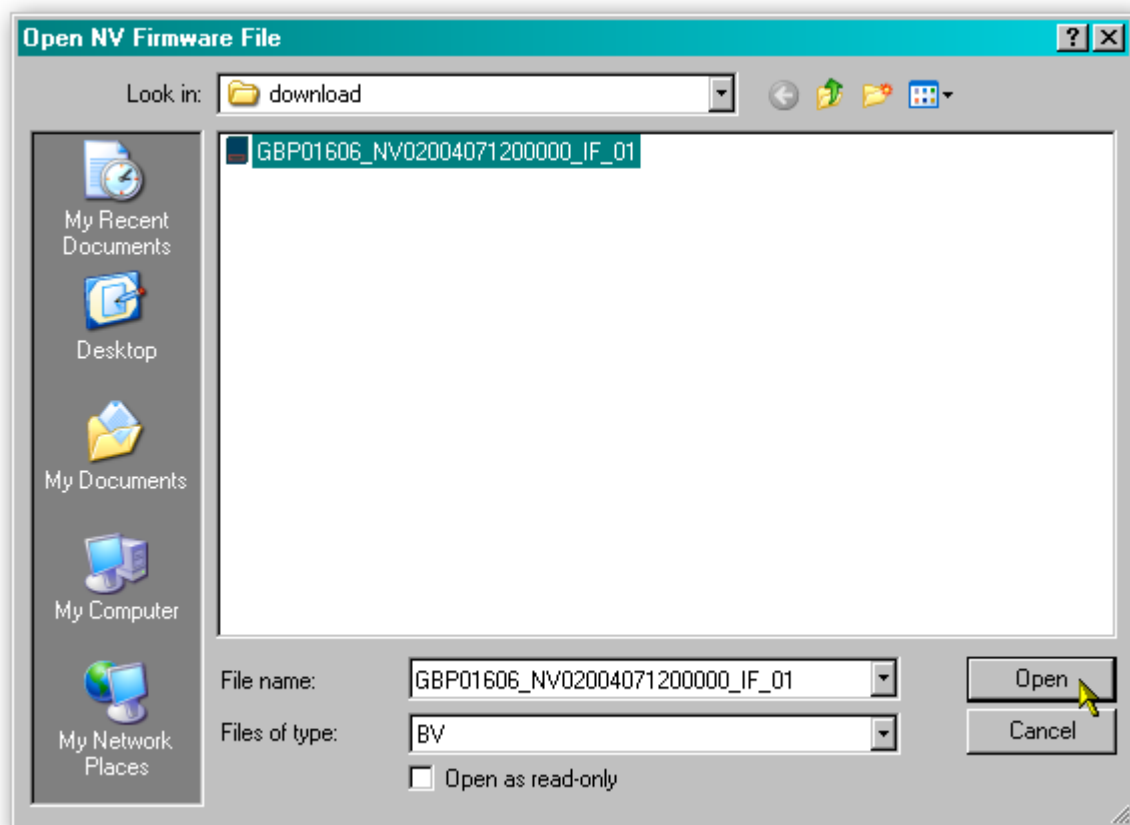 Open NV Firmware File
Look in:
download
GBP01606_NV02004071200000_IF_01
My Recent
Documents
Desktop
My Documents
My Computer
My Network
Places
File name:
GBP01606_NV02004071200000_IF_01
Open
Files of type:
BV
Cancel
Open as read-only